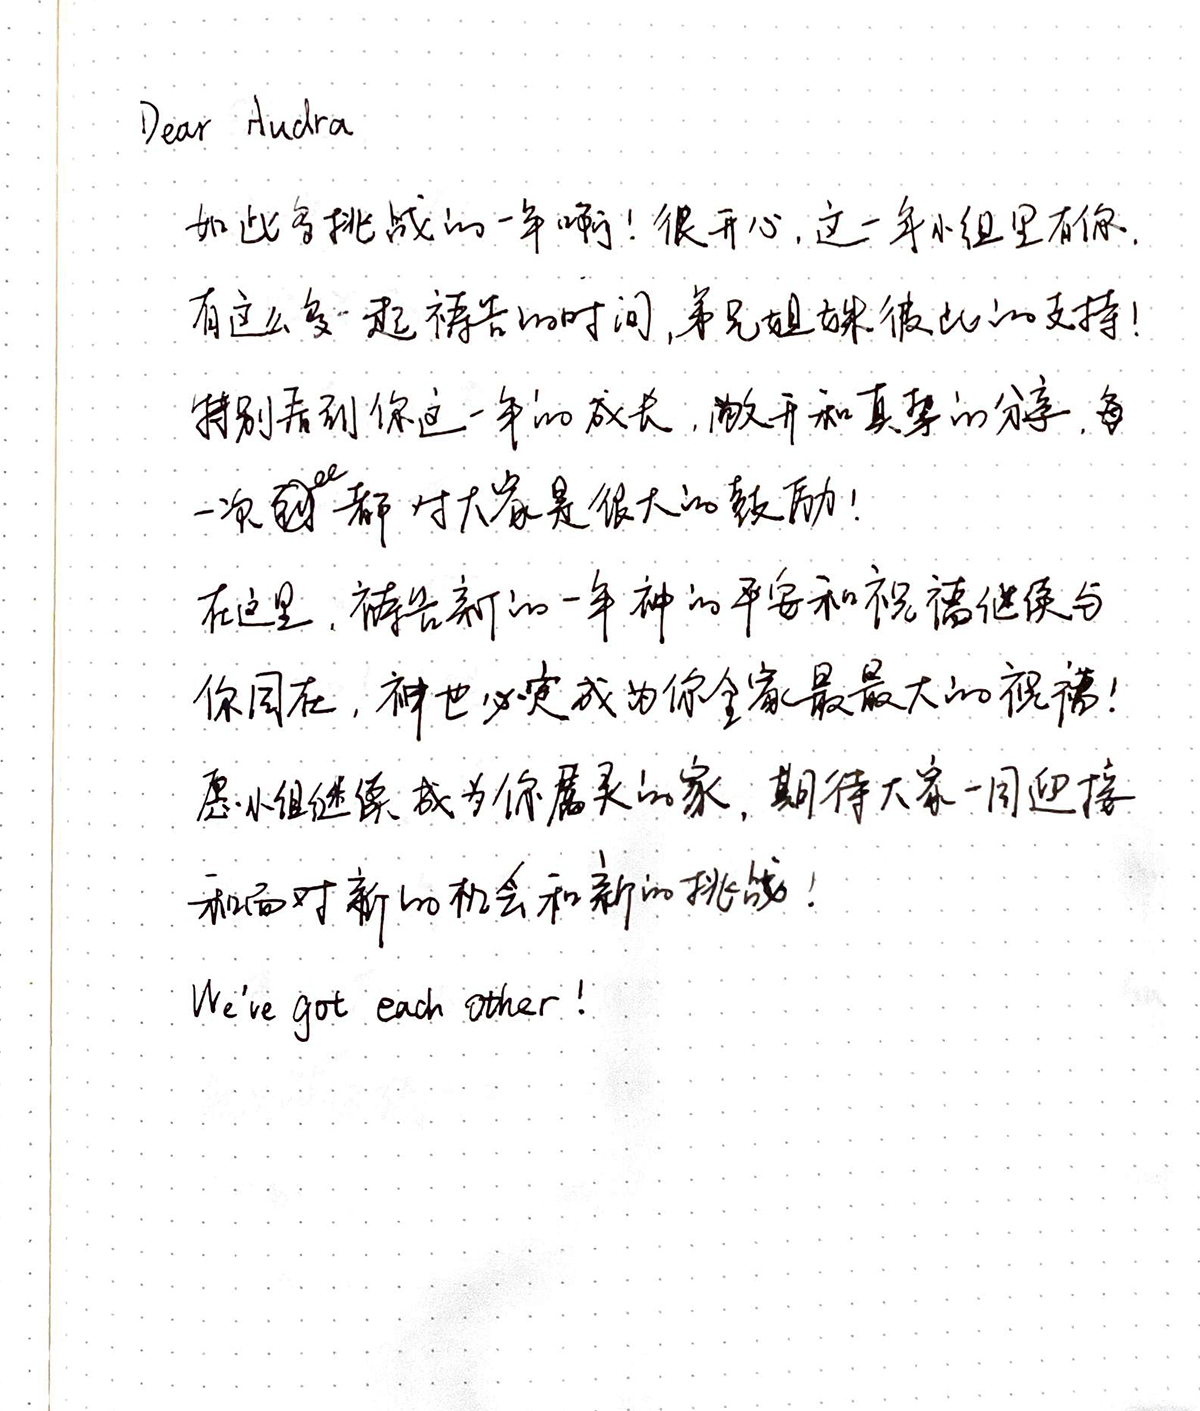 Dear Audra
如此多挑战的一年啊！很开心，这一年小组里有你，
有这么多一起祷告的时间，弟兄姐妹彼此的支持！
特别看到你这一年的成长，敞开和真挚的分享，每
一次都对大家是很大的鼓励！
在这里，祷告新的一年神的平安和祝福继续与
你同在，神也必定成为你全家最最大的祝福！
愿小组继续成为你属灵的家，期待大家一同迎接
和面对新的机会和新的挑战！
We've got each other!